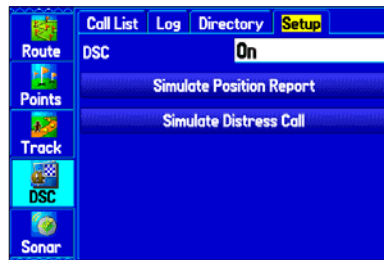 Call List Log Directory Setup
Route
DSC On
Simulate Position Report
Points
Simulate Distress Call
Track
DSC
Sonar